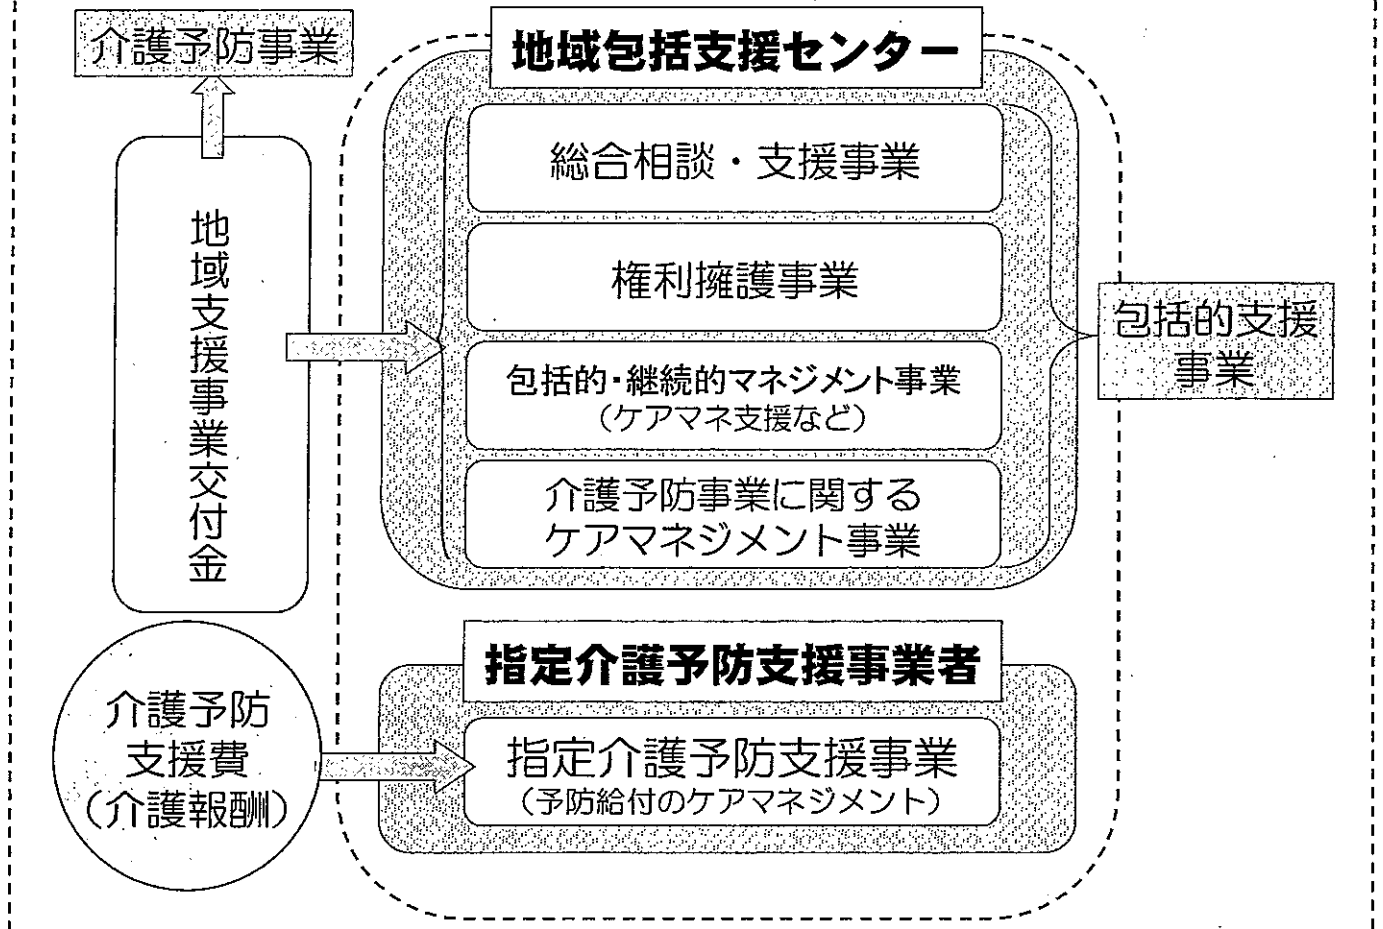 介護予防事業
地域包括支援センター
総合相談・支援事業
権利擁護事業
包括的・継続的マネジメント事業
（ケアマネ支援など）
介護予防事業に関する
ケアマネジメント事業
地域支援事業交付金
包括的支援
事業
指定介護予防支援事業者
指定介護予防支援事業
（予防給付のケアマネジメント）
介護予防
支援費
（介護報酬）